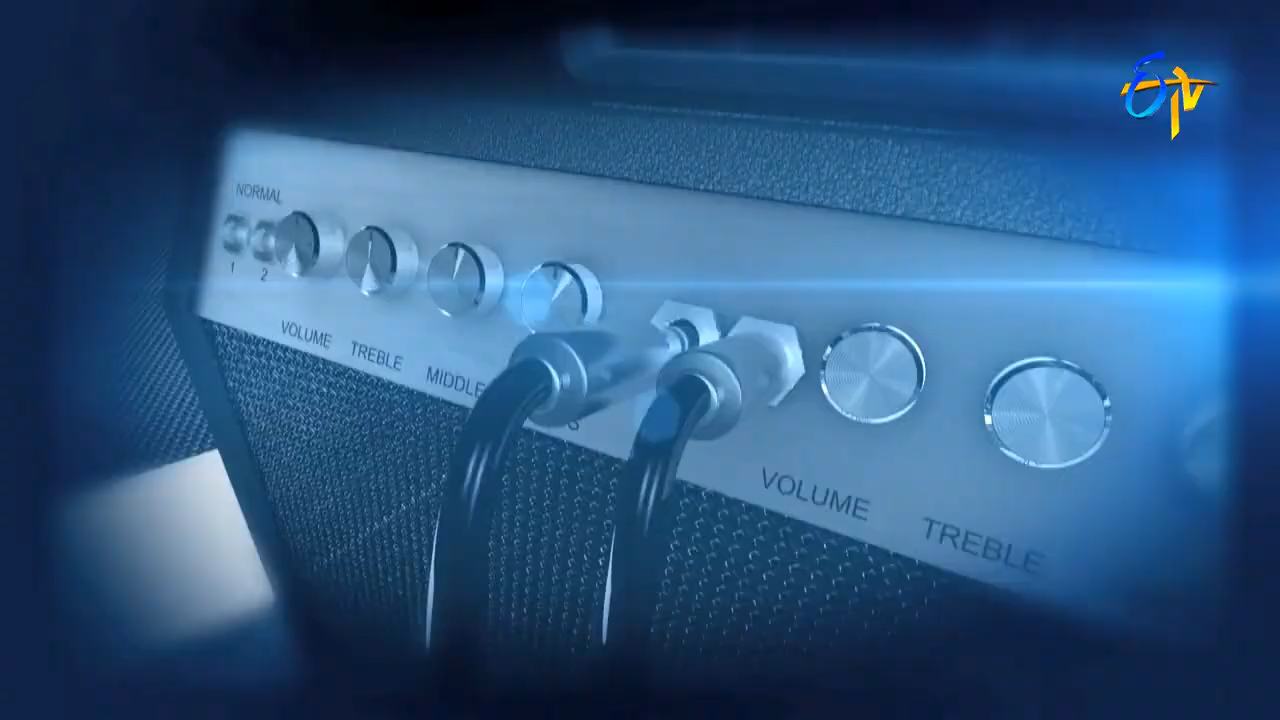 ETV
NORMAL
1 2
VOLUME TREBLE MIDDLE
VOLUME TREBLE